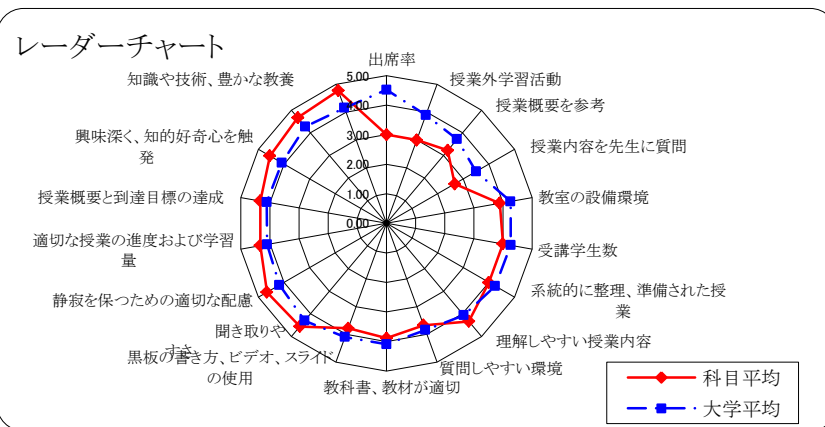 レーダーチャート
出席率
授業外学習活動
授業概要を参考
授業内容を先生に質問
教室の設備環境
受講学生数
系統的に整理、準備された授
業
理解しやすい授業内容
質問しやすい環境
教科書、教材が適切
黒板の書き方、ビデオ、スライド
の使用
聞き取りや
すさ
静寂を保つための適切な配慮
適切な授業の進度および学習
量
授業概要と到達目標の達成
興味深く、知的好奇心を触
発
知識や技術、豊かな教養
5.00
4.00
3.00
2.00
1.00
0.00
科目平均
大学平均